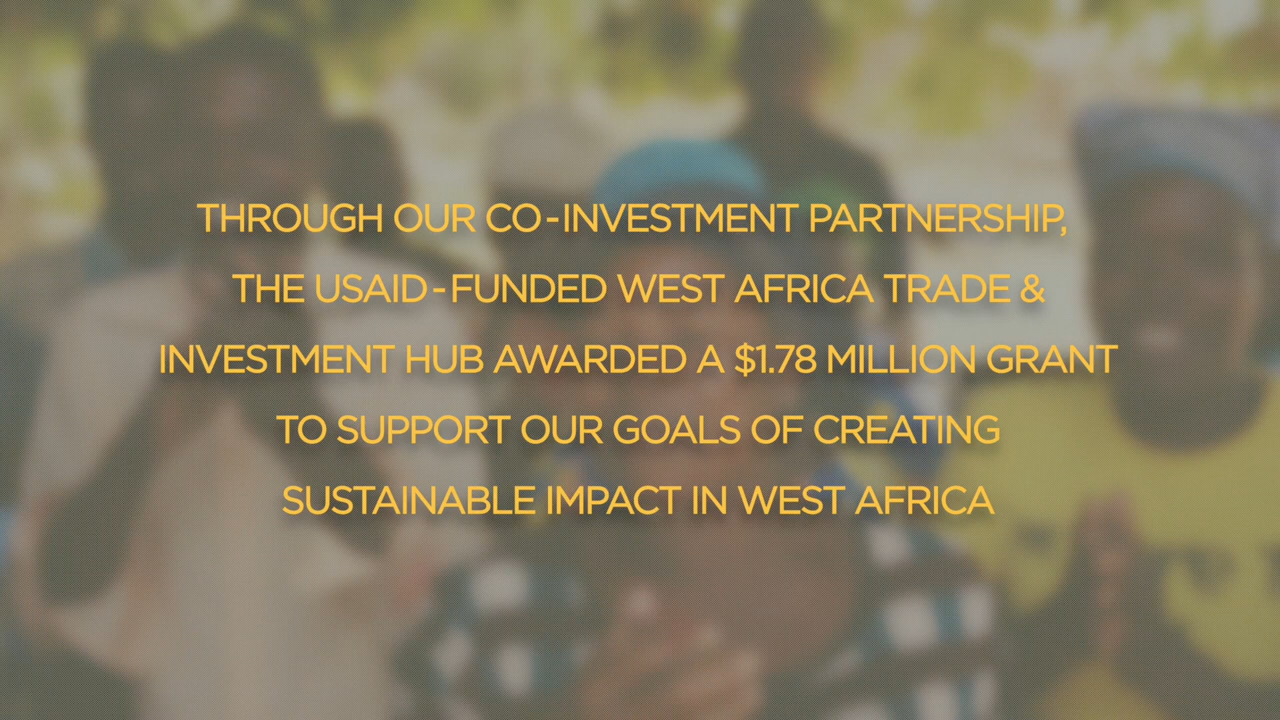 THROUGH OUR CO-INVESTMENT PARTNERSHIP,
THE USAID-FUNDED WEST AFRICA TRADE &
INVESTMENT HUB AWARDED A $1.78 MILLION GRANT
TO SUPPORT OUR GOALS OF CREATING
SUSTAINABLE IMPACT IN WEST AFRICA